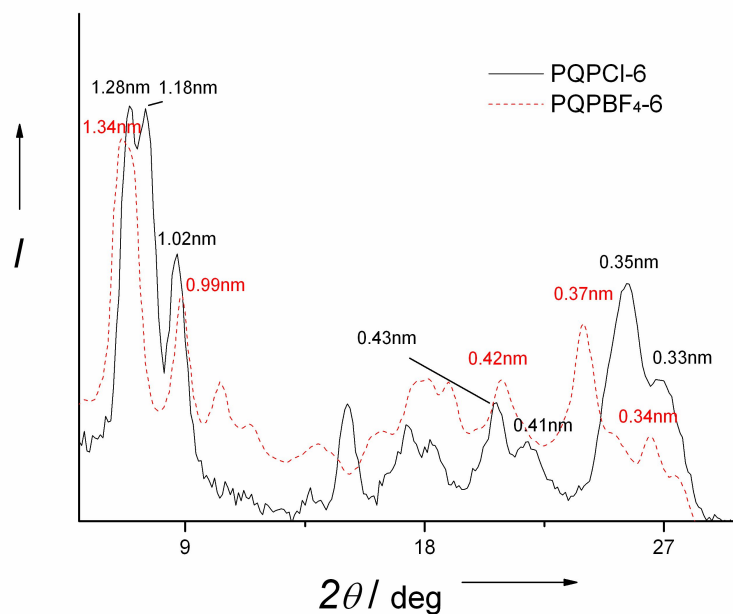 1.28nm
1.18nm
PQPCl-6
PQPBF₄-6
1.34nm
1.02nm
0.99nm
I
0.35nm
0.37nm
0.43nm
0.42nm
0.33nm
0.41nm
0.34nm
9
18
27
2θ / deg